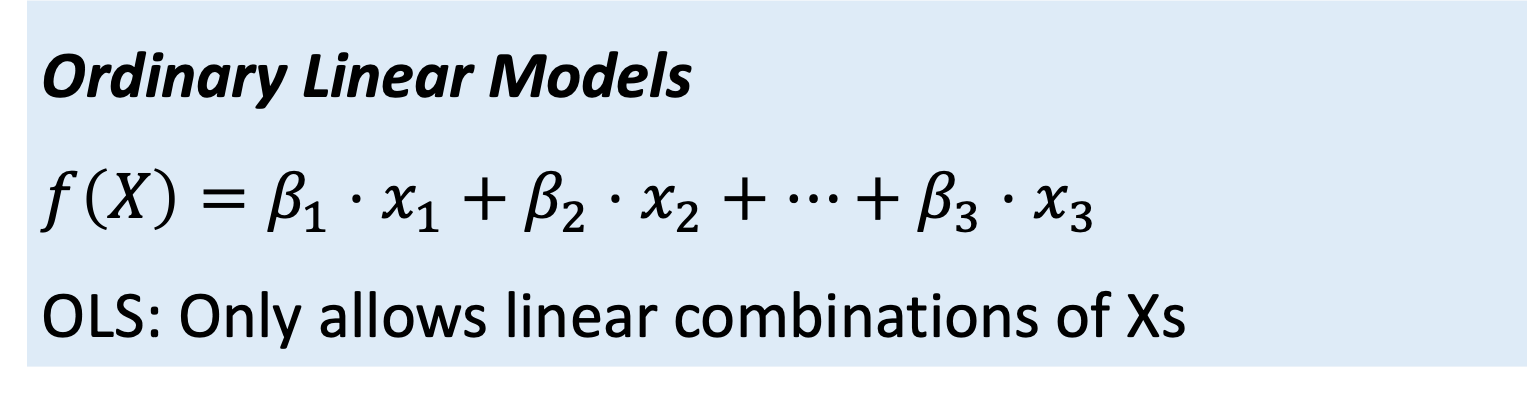 Ordinary Linear Models
f(X) = β₁ · x₁ + β₂ · x₂ + ⋯ + β₃ · x₃
OLS: Only allows linear combinations of Xs